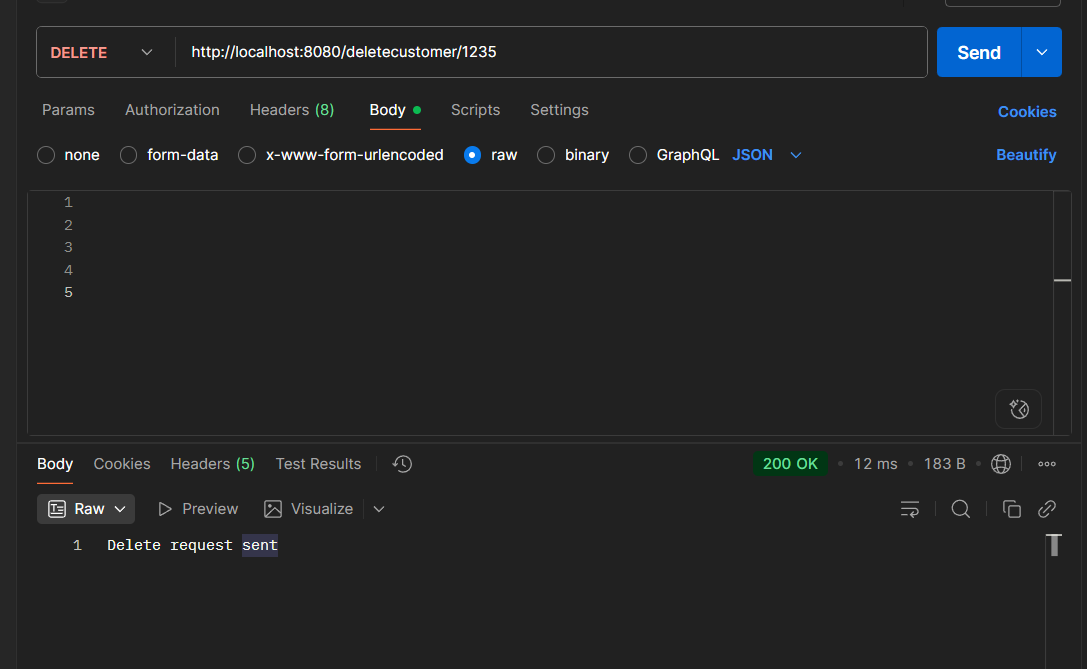 DELETE http://localhost:8080/deletecustomer/1235 Send
Params Authorization Headers (8) Body Scripts Settings Cookies
none form-data x-www-form-urlencoded raw binary GraphQL JSON Beautify
1
2
3
4
5
Body Cookies Headers (5) Test Results 200 OK • 12 ms • 183 B •
Raw Preview Visualize
1 Delete request sent